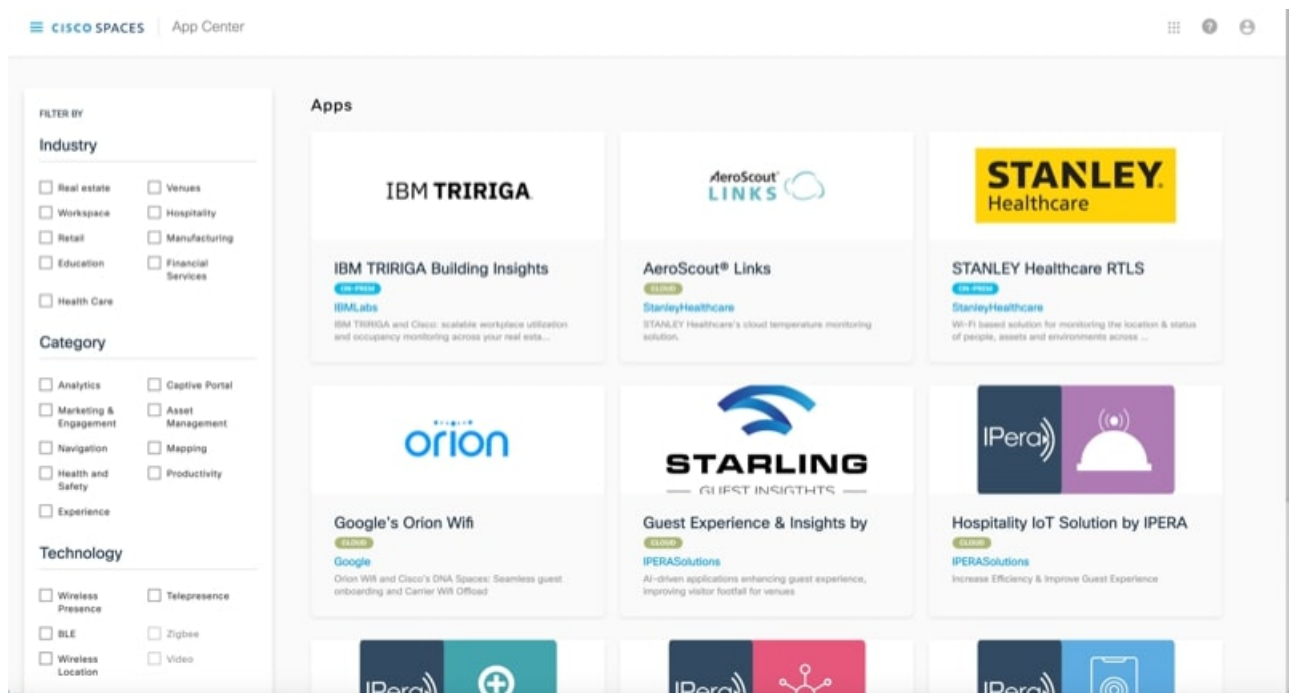 CISCO SPACES App Center
FILTER BY
Industry
Real estate
Venues
Workspace
Hospitality
Retail
Manufacturing
Education
Financial
Services
Health Care
Category
Analytics
Captive Portal
Marketing &
Engagement
Asset
Management
Navigation
Mapping
Health and
Safety
Productivity
Experience
Technology
Wireless
Presence
Telepresence
BLE
Zigbee
Wireless
Location
Video
Apps
IBM TRIRIGA
IBM TRIRIGA Building Insights
ON-PREM
IBMLabs
IBM TRIRIGA and Cisco: scalable workplace utilization
and occupancy monitoring across your real esta...
AeroScout
LINKS
AeroScout® Links
CLOUD
StanleyHealthcare
STANLEY Healthcare's cloud temperature monitoring
solution.
STANLEY
Healthcare
STANLEY Healthcare RTLS
ON-PREM
StanleyHealthcare
Wi-Fi based solution for monitoring the location & status
of people, assets and environments across ...
orion
Google's Orion Wifi
CLOUD
Google
Orion Wifi and Cisco's DNA Spaces: Seamless guest
onboarding and Carrier Wifi Offload
STARLING
GUEST INSIGTHTS
Guest Experience & Insights by
CLOUD
IPERASolutions
AI-driven applications enhancing guest experience,
improving visitor footfall for venues
IPera
Hospitality IoT Solution by IPERA
CLOUD
IPERASolutions
Increase Efficiency & Improve Guest Experience
IPera
IPera
IPera